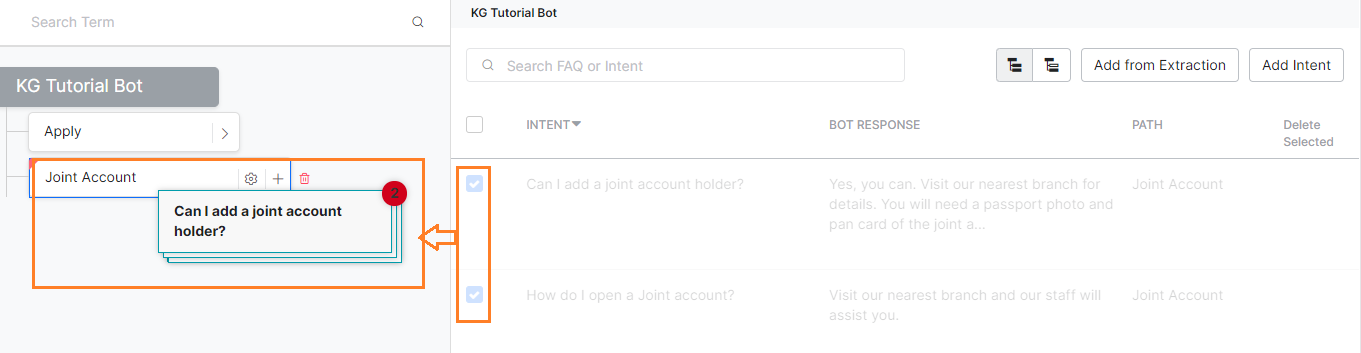 Search Term
KG Tutorial Bot
Apply
Joint Account
2
Can I add a joint account
holder?
KG Tutorial Bot
Search FAQ or Intent
Add from Extraction
Add Intent
INTENT
BOT RESPONSE
PATH
Delete
Selected
Can I add a joint account holder?
Yes, you can. Visit our nearest branch for
details. You will need a passport photo and
pan card of the joint a...
Joint Account
How do I open a Joint account?
Visit our nearest branch and our staff will
assist you.
Joint Account